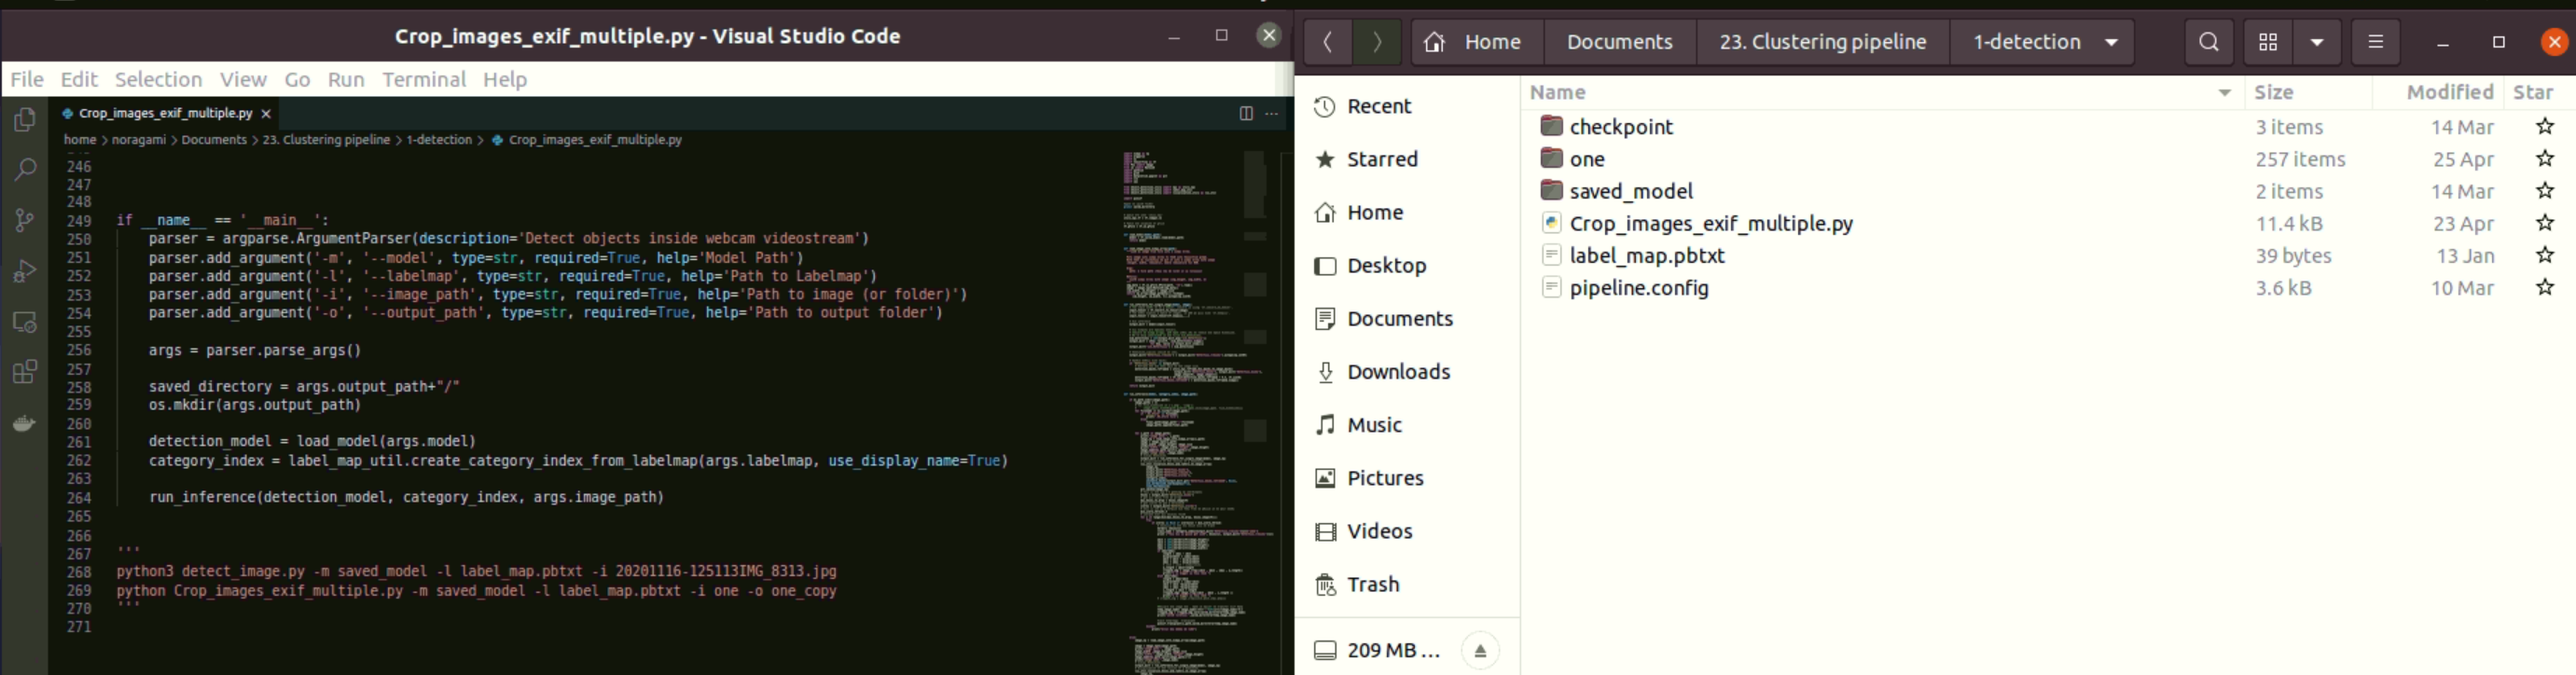 Crop_images_exif_multiple.py - Visual Studio Code
File Edit Selection View Go Run Terminal Help
Crop_images_exif_multiple.py
home > noragami > Documents > 23. Clustering pipeline > 1-detection > Crop_images_exif_multiple.py
246
247
248
249 if __name__ == '__main__':
250 parser = argparse.ArgumentParser(description='Detect objects inside webcam videostream')
251 parser.add_argument('-m', '--model', type=str, required=True, help='Model Path')
252 parser.add_argument('-l', '--labelmap', type=str, required=True, help='Path to Labelmap')
253 parser.add_argument('-i', '--image_path', type=str, required=True, help='Path to image (or folder)')
254 parser.add_argument('-o', '--output_path', type=str, required=True, help='Path to output folder')
255
256 args = parser.parse_args()
257
258 saved_directory = args.output_path+"/"
259 os.mkdir(args.output_path)
260
261 detection_model = load_model(args.model)
262 category_index = label_map_util.create_category_index_from_labelmap(args.labelmap, use_display_name=True)
263
264 run_inference(detection_model, category_index, args.image_path)
265
266
267 '''
268 python3 detect_image.py -m saved_model -l label_map.pbtxt -i 20201116-125113IMG_8313.jpg
269 python Crop_images_exif_multiple.py -m saved_model -l label_map.pbtxt -i one -o one_copy
270 '''
271
Home Documents 23. Clustering pipeline 1-detection
Recent
Starred
Home
Desktop
Documents
Downloads
Music
Pictures
Videos
Trash
209 MB ...
Name Size Modified Star
checkpoint 3 items 14 Mar
one 257 items 25 Apr
saved_model 2 items 14 Mar
Crop_images_exif_multiple.py 11.4 kB 23 Apr
label_map.pbtxt 39 bytes 13 Jan
pipeline.config 3.6 kB 10 Mar